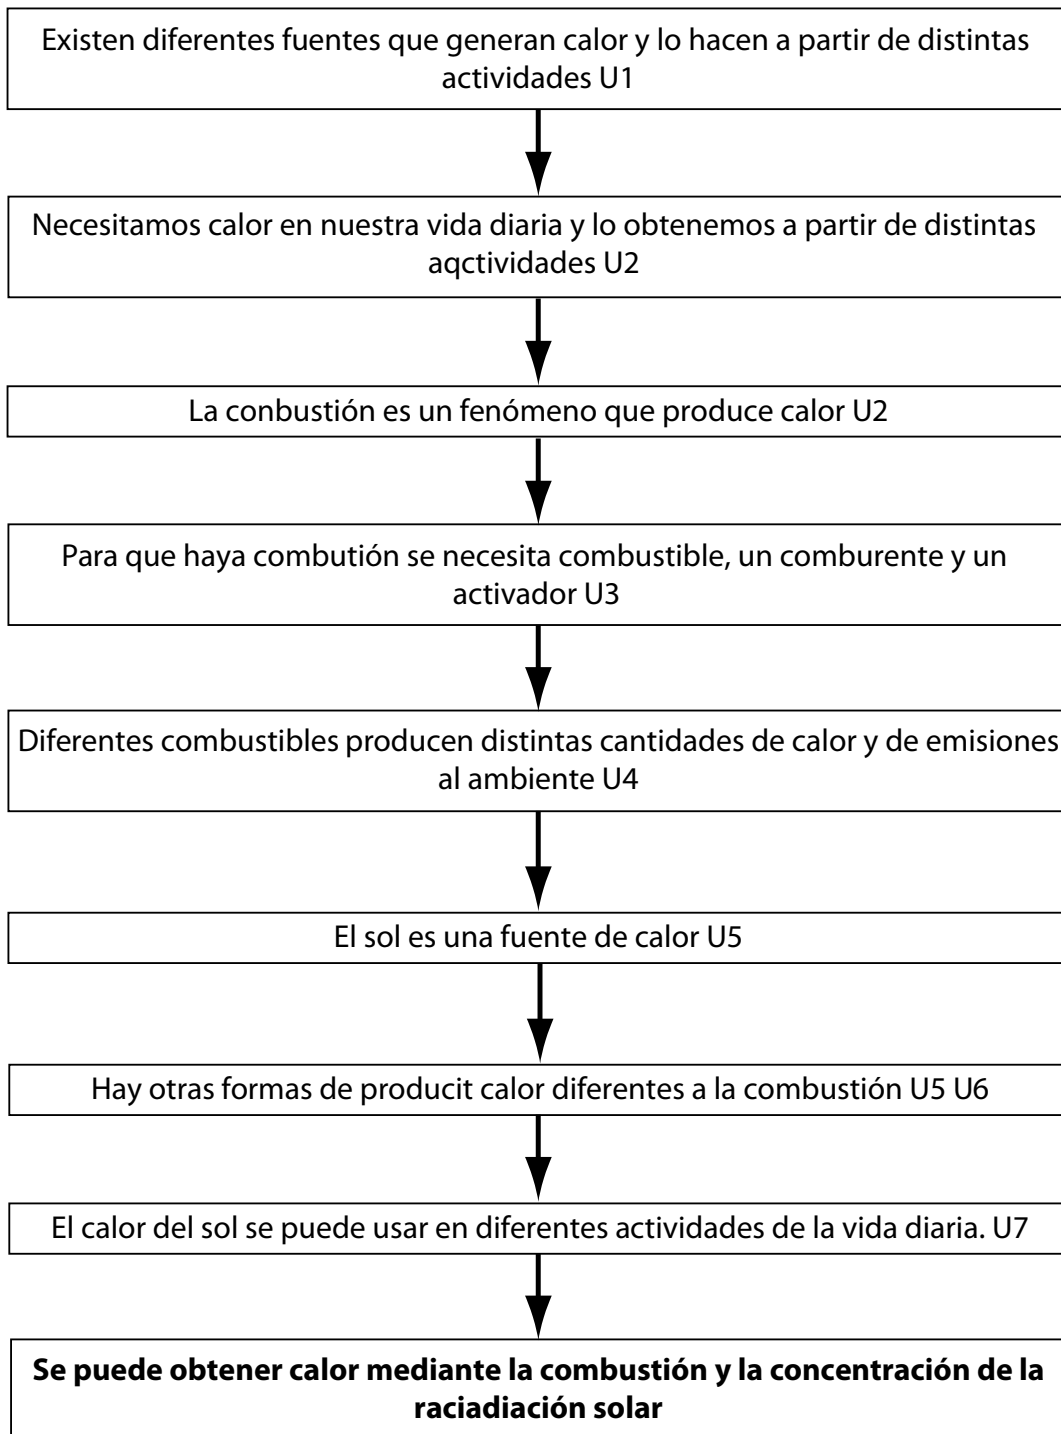 Existen diferentes fuentes que generan calor y lo hacen a partir de distintas
actividades U1
Necesitamos calor en nuestra vida diaria y lo obtenemos a partir de distintas
aqctividades U2
La conbustión es un fenómeno que produce calor U2
Para que haya combutión se necesita combustible, un comburente y un
activador U3
Diferentes combustibles producen distintas cantidades de calor y de emisiones
al ambiente U4
El sol es una fuente de calor U5
Hay otras formas de producit calor diferentes a la combustión U5 U6
El calor del sol se puede usar en diferentes actividades de la vida diaria. U7
Se puede obtener calor mediante la combustión y la concentración de la
raciadiación solar